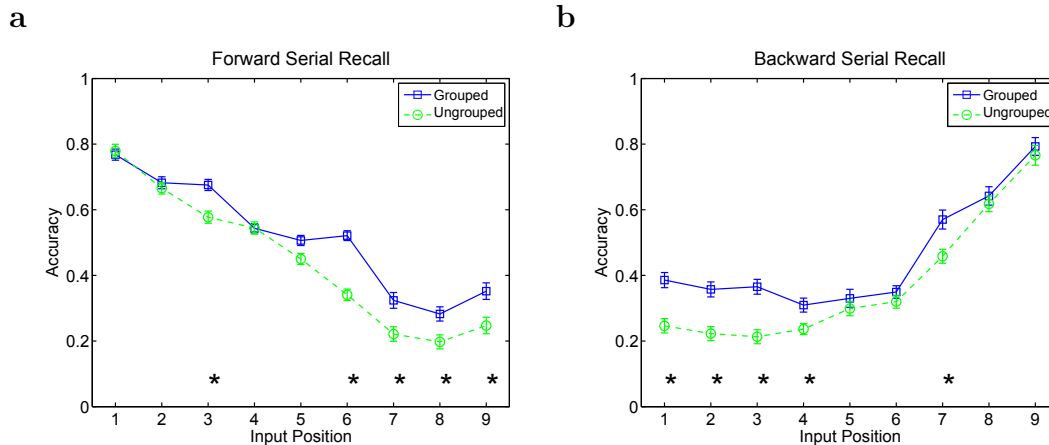 a
Forward Serial Recall
1
0.8
0.6
0.4
0.2
0
Accuracy
Grouped
Ungrouped
* * * * *
1 2 3 4 5 6 7 8 9
Input Position
b
Backward Serial Recall
1
0.8
0.6
0.4
0.2
0
Accuracy
Grouped
Ungrouped
* * * * *
1 2 3 4 5 6 7 8 9
Input Position